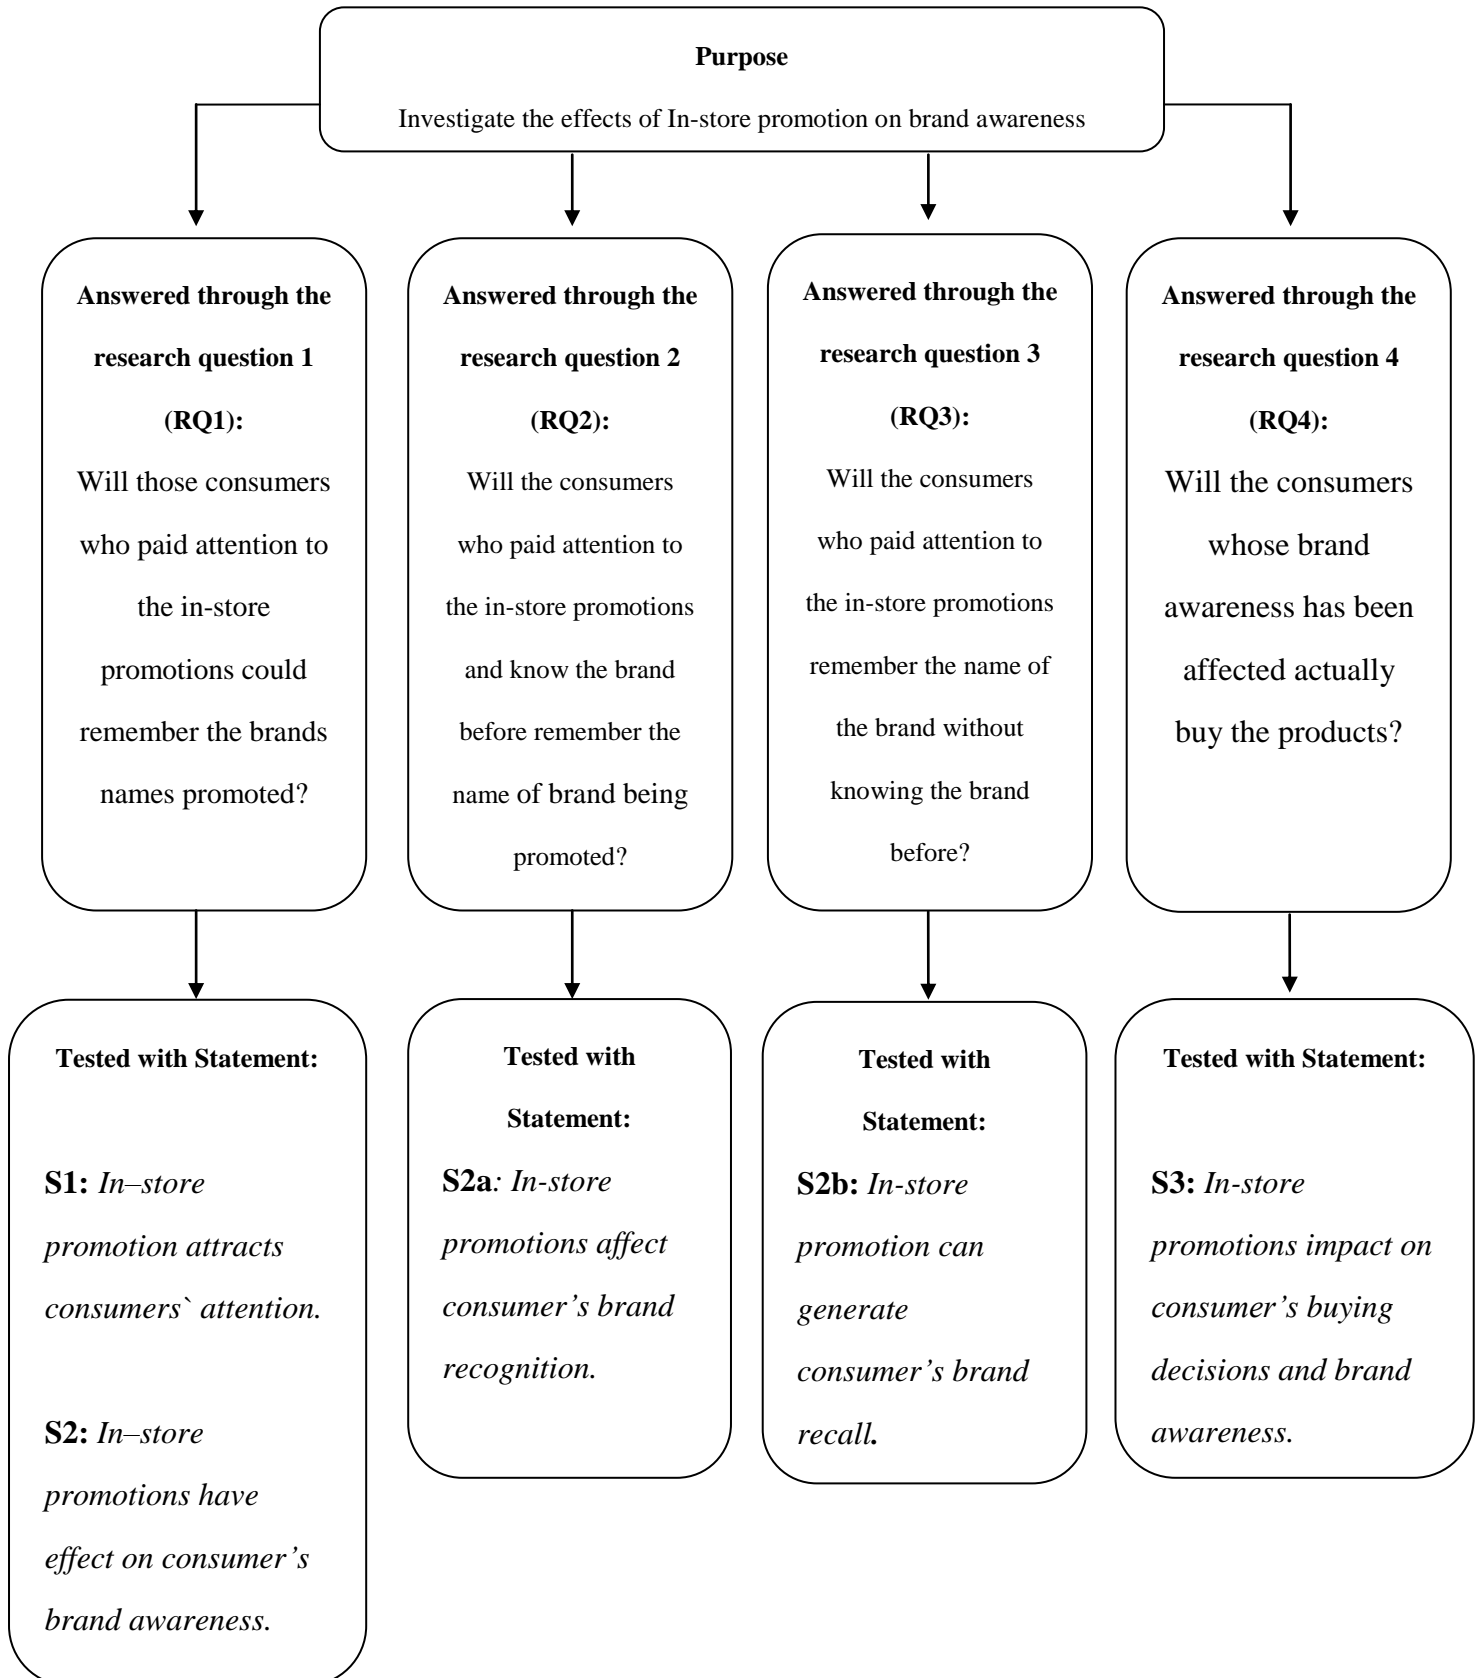 Purpose
Investigate the effects of In-store promotion on brand awareness
Answered through the
research question 1
(RQ1):
Will those consumers
who paid attention to
the in-store
promotions could
remember the brands
names promoted?
Answered through the
research question 2
(RQ2):
Will the consumers
who paid attention to
the in-store promotions
and know the brand
before remember the
name of brand being
promoted?
Answered through the
research question 3
(RQ3):
Will the consumers
who paid attention to
the in-store promotions
remember the name of
the brand without
knowing the brand
before?
Answered through the
research question 4
(RQ4):
Will the consumers
whose brand
awareness has been
affected actually
buy the products?
Tested with Statement:
S1: In–store
promotion attracts
consumers` attention.
S2: In–store
promotions have
effect on consumer’s
brand awareness.
Tested with
Statement:
S2a: In-store
promotions affect
consumer’s brand
recognition.
Tested with
Statement:
S2b: In-store
promotion can
generate
consumer’s brand
recall.
Tested with Statement:
S3: In-store
promotions impact on
consumer’s buying
decisions and brand
awareness.